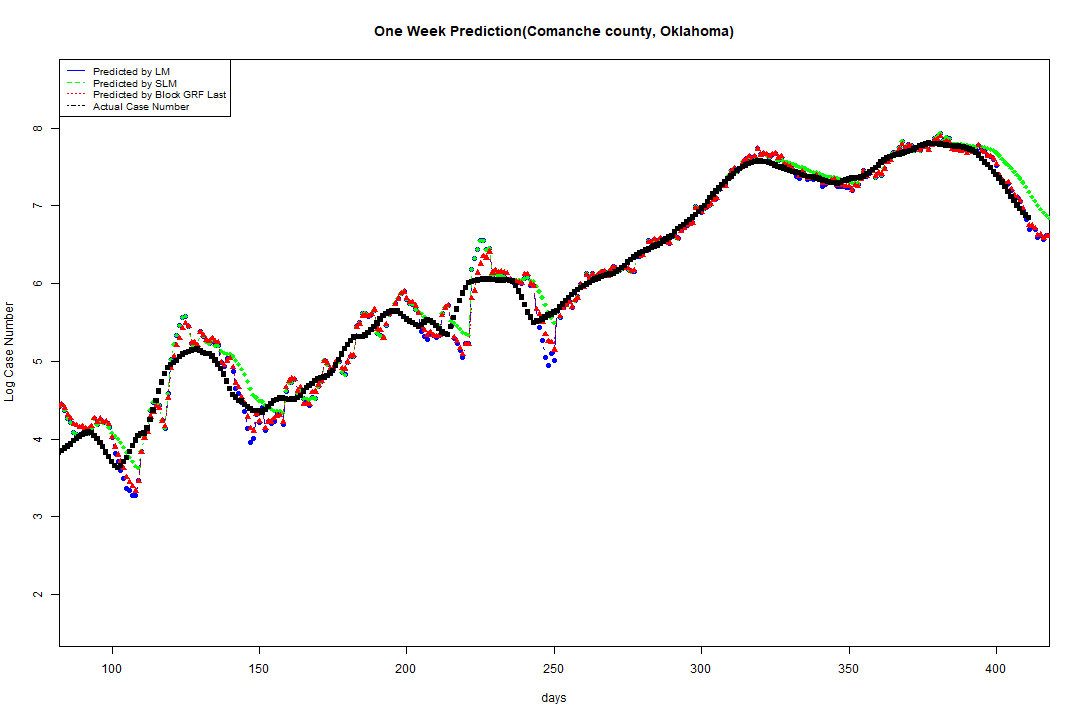 One Week Prediction(Comanche county, Oklahoma)
Predicted by LM
Predicted by SLM
Predicted by Block GRF Last
Actual Case Number
8
7
6
5
4
3
2
Log Case Number
100 150 200 250 300 350 400
days